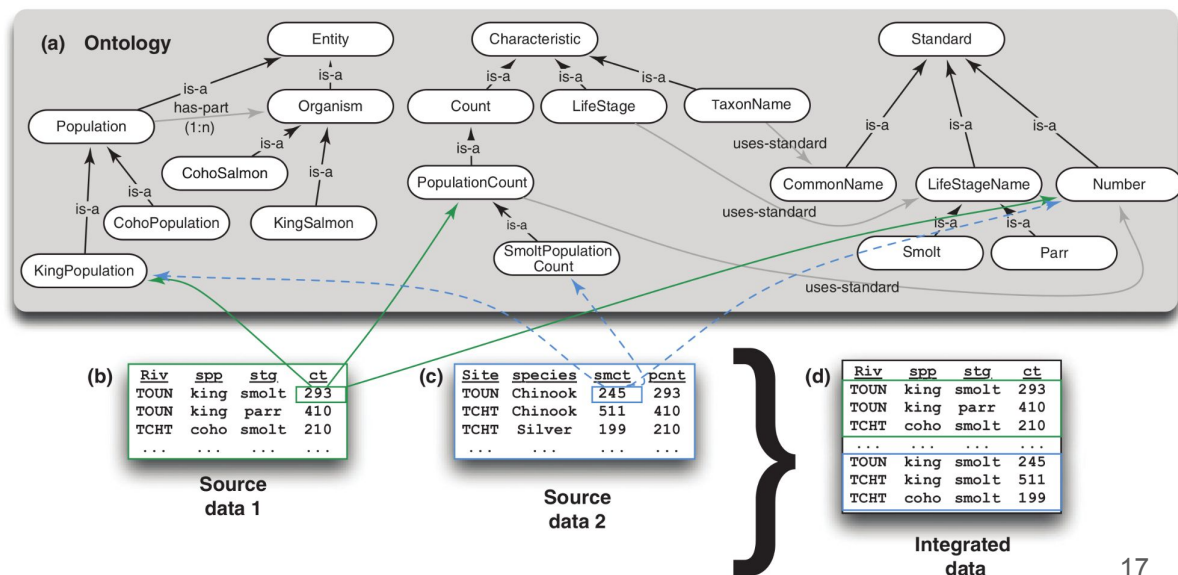 (a) Ontology
Entity
Characteristic
Standard
is-a
is-a
is-a
is-a
is-a
has-part
(1:n)
Population
Organism
Count
LifeStage
TaxonName
is-a
is-a
is-a
is-a
is-a
uses-standard
CohoSalmon
is-a
PopulationCount
CommonName
LifeStageName
Number
is-a
is-a
CohoPopulation
KingSalmon
is-a
uses-standard
is-a
is-a
KingPopulation
SmoltPopulation
Count
Smolt
Parr
uses-standard
(b)
Riv spp stg ct
TOUN king smolt 293
TOUN king parr 410
TCHT coho smolt 210
... ... ... ...
Source
data 1
(c)
Site species smct pcnt
TOUN Chinook 245 293
TCHT Chinook 511 410
TCHT Silver 199 210
... ... ... ...
Source
data 2
}
(d)
Riv spp stg ct
TOUN king smolt 293
TOUN king parr 410
TCHT coho smolt 210
... ... ... ...
TOUN king smolt 245
TCHT king smolt 511
TCHT coho smolt 199
Integrated
data
17